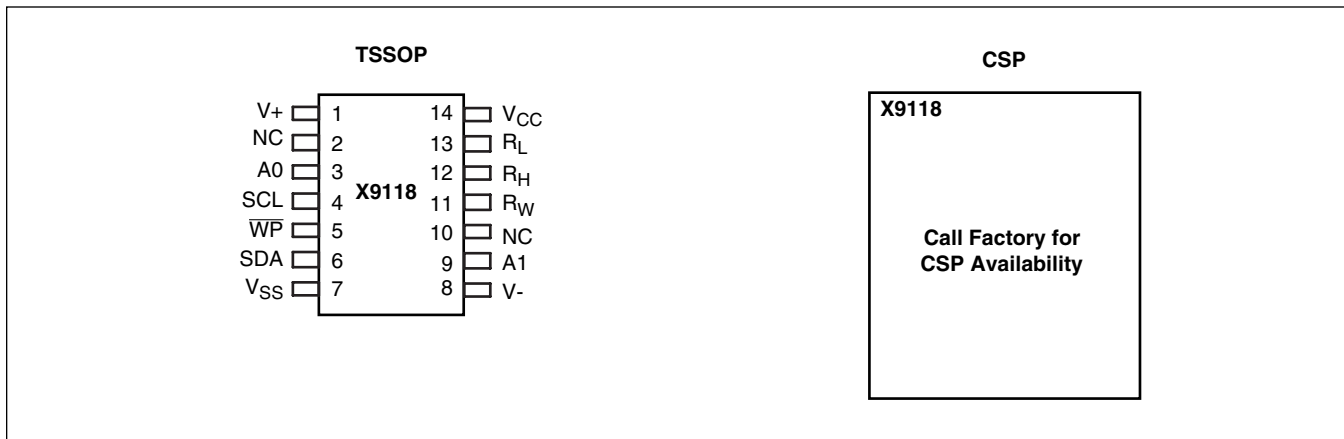 TSSOP
V+ 1 14 VCC
NC 2 13 RL
A0 3 12 RH
SCL 4 X9118 11 RW
WP 5 10 NC
SDA 6 9 A1
VSS 7 8 V-
CSP
X9118
Call Factory for
CSP Availability